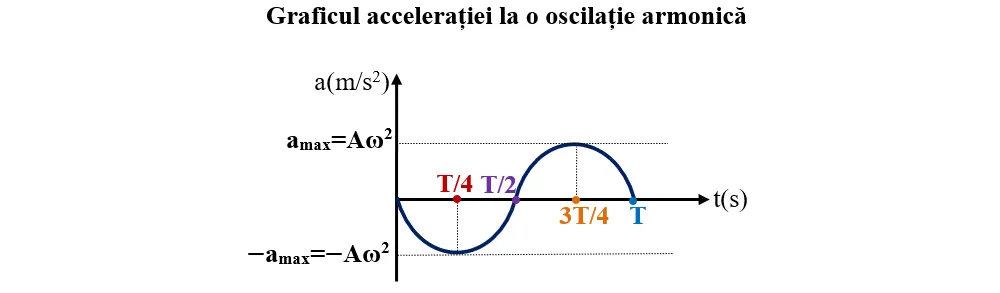 Graficul accelerației la o oscilație armonică
a(m/s²)
aₘₐₓ=Aω²
T/4 T/2
t(s)
3T/4 T
−aₘₐₓ=−Aω²